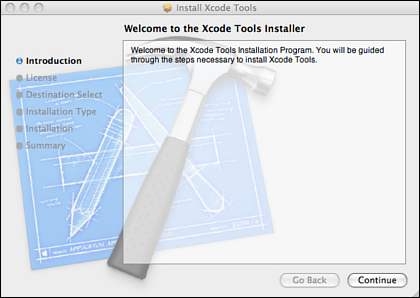 Install Xcode Tools
Welcome to the Xcode Tools Installer
Introduction
License
Destination Select
Installation Type
Installation
Summary
Welcome to the Xcode Tools Installation Program. You will be guided
through the steps necessary to install Xcode Tools.
APPLICATION
Go Back
Continue